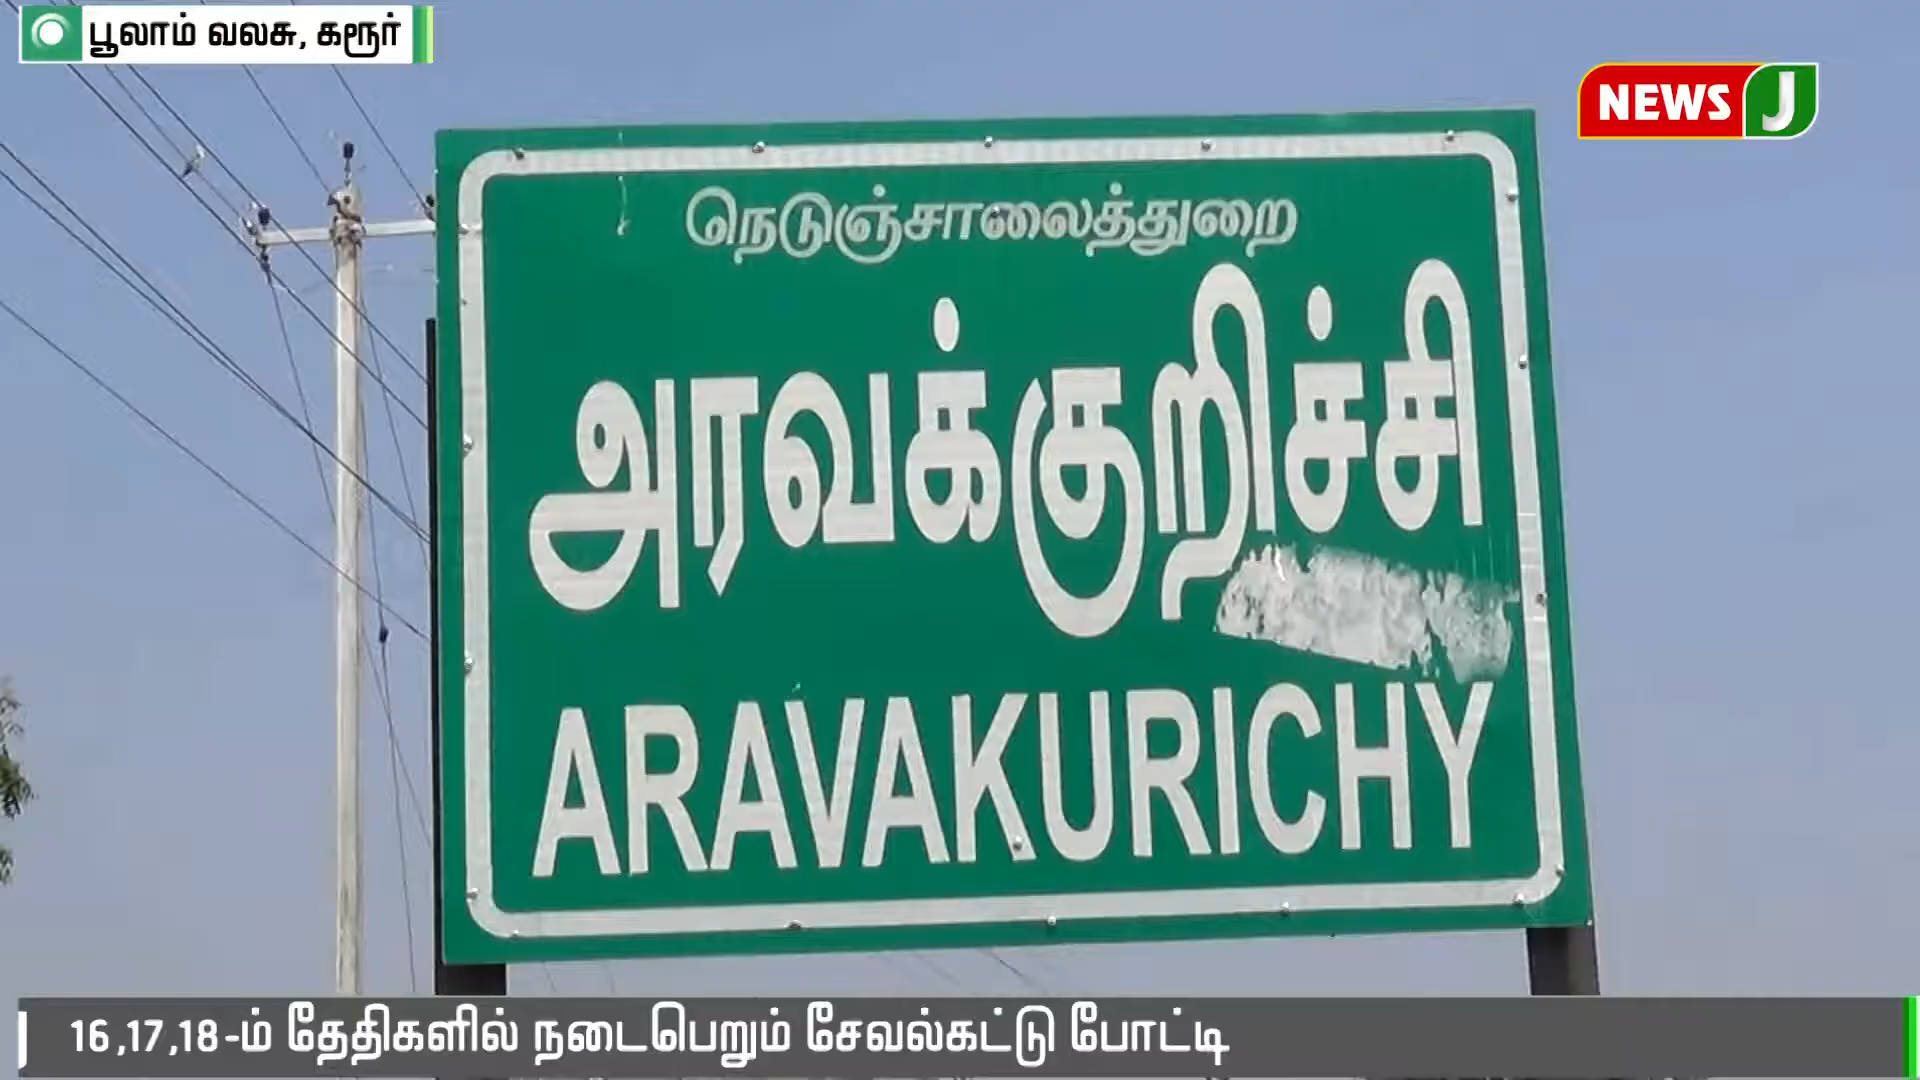 பூலாம் வலசு, கரூர்
NEWS J
நெடுஞ்சாலைத்துறை
அரவக்குறிச்சி
ARAVAKURICHY
16,17,18-ம் தேதிகளில் நடைபெறும் சேவல்கட்டு போட்டி